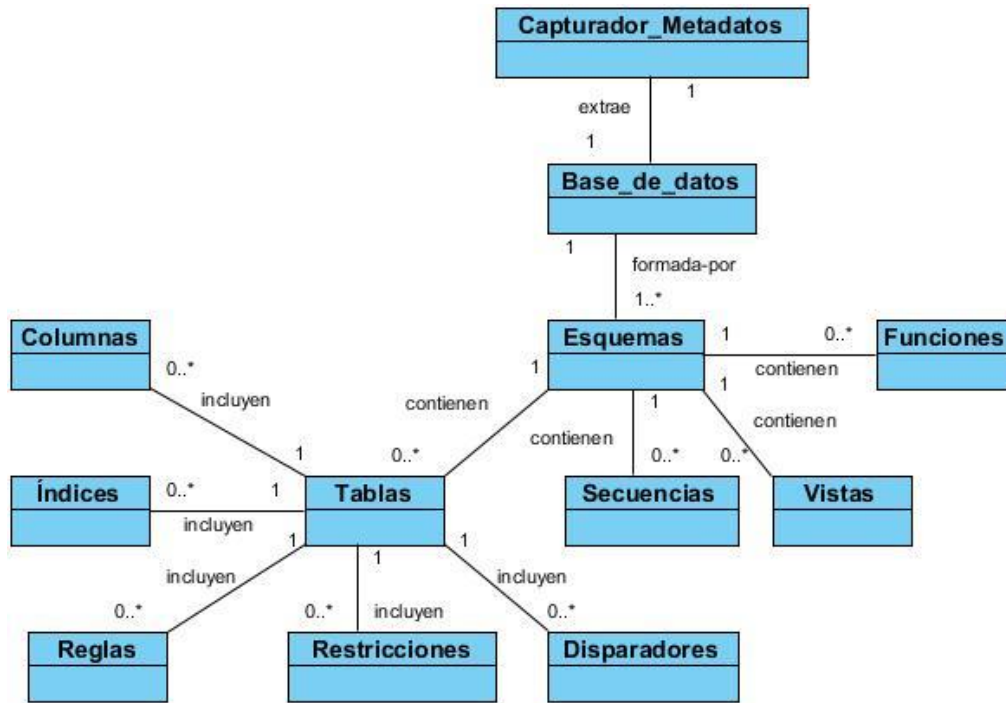 Capturador_Metadatos
1
extrae
1
Base_de_datos
1
formada-por
1..*
Columnas
Esquemas
1
0..*
Funciones
0..*
1
contienen
1
incluyen
contienen
1
contienen
contienen
1
0..*
0..*
0..*
Índices
0..*
1
Tablas
Secuencias
Vistas
incluyen
1
1
1
incluyen
incluyen
0..*
0..*
incluyen
0..*
Reglas
Restricciones
Disparadores